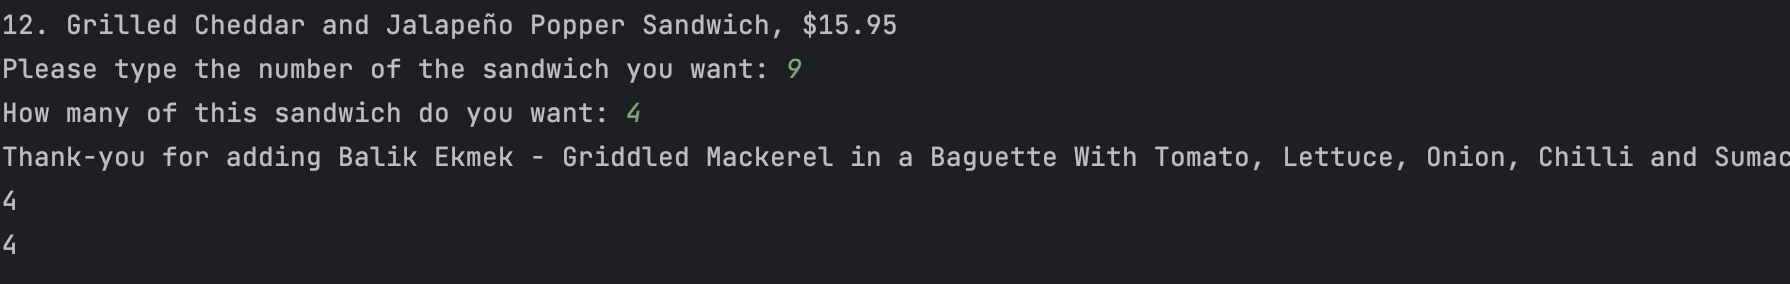 12. Grilled Cheddar and Jalapeño Popper Sandwich, $15.95
Please type the number of the sandwich you want: 9
How many of this sandwich do you want: 4
Thank-you for adding Balik Ekmek - Griddled Mackerel in a Baguette With Tomato, Lettuce, Onion, Chilli and Sumac
4
4